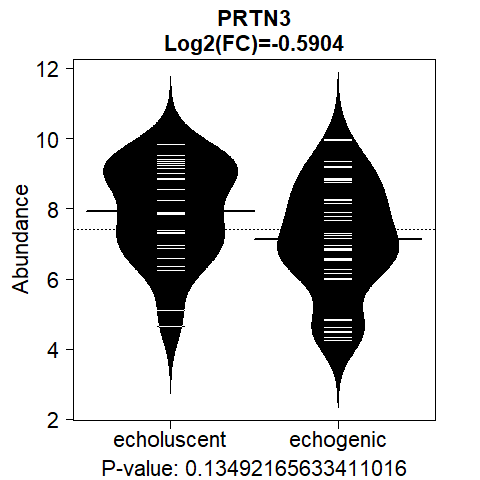 PRTN3
Log2(FC)=-0.5904
12
10
8
6
4
2
Abundance
echoluscent
echogenic
P-value: 0.13492165633411016